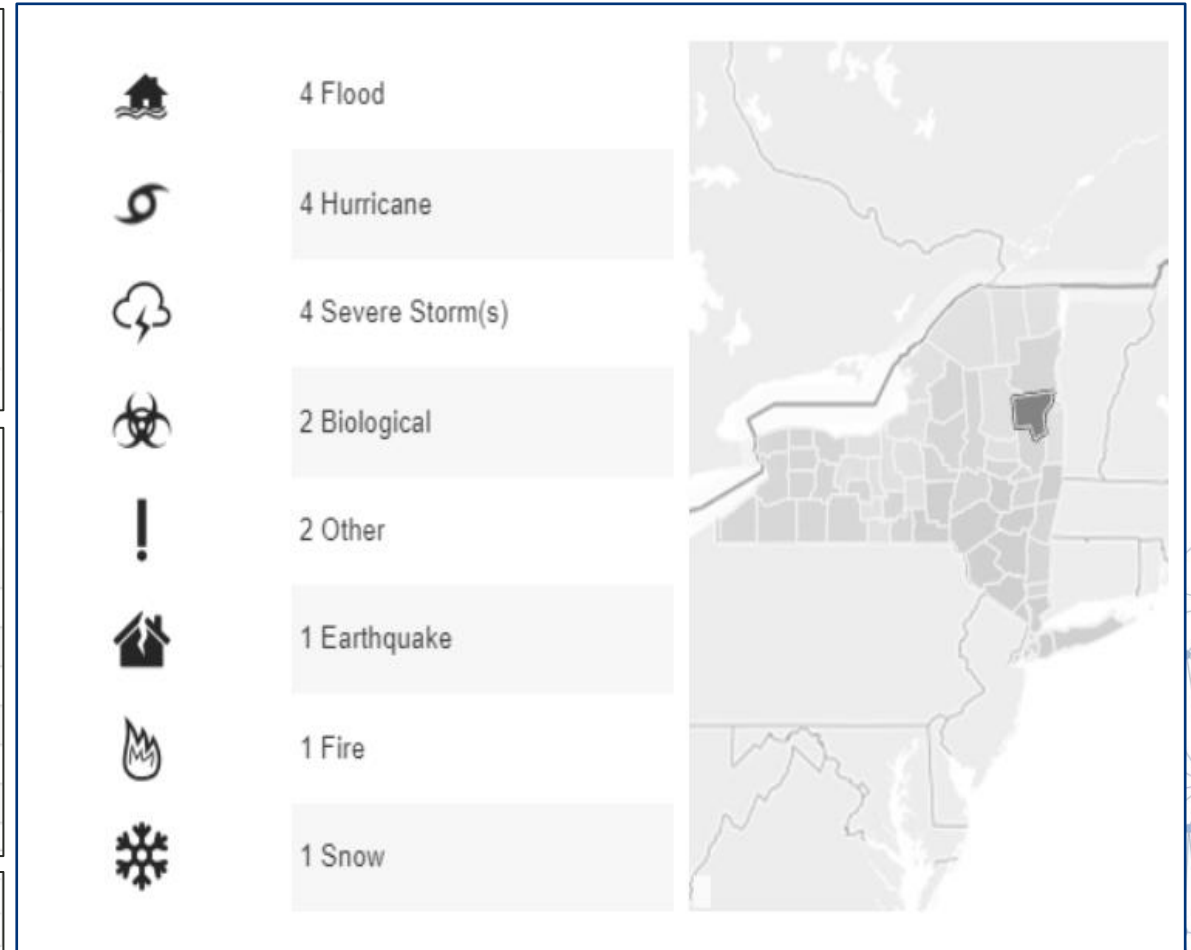 4 Flood
4 Hurricane
4 Severe Storm(s)
2 Biological
2 Other
1 Earthquake
1 Fire
1 Snow